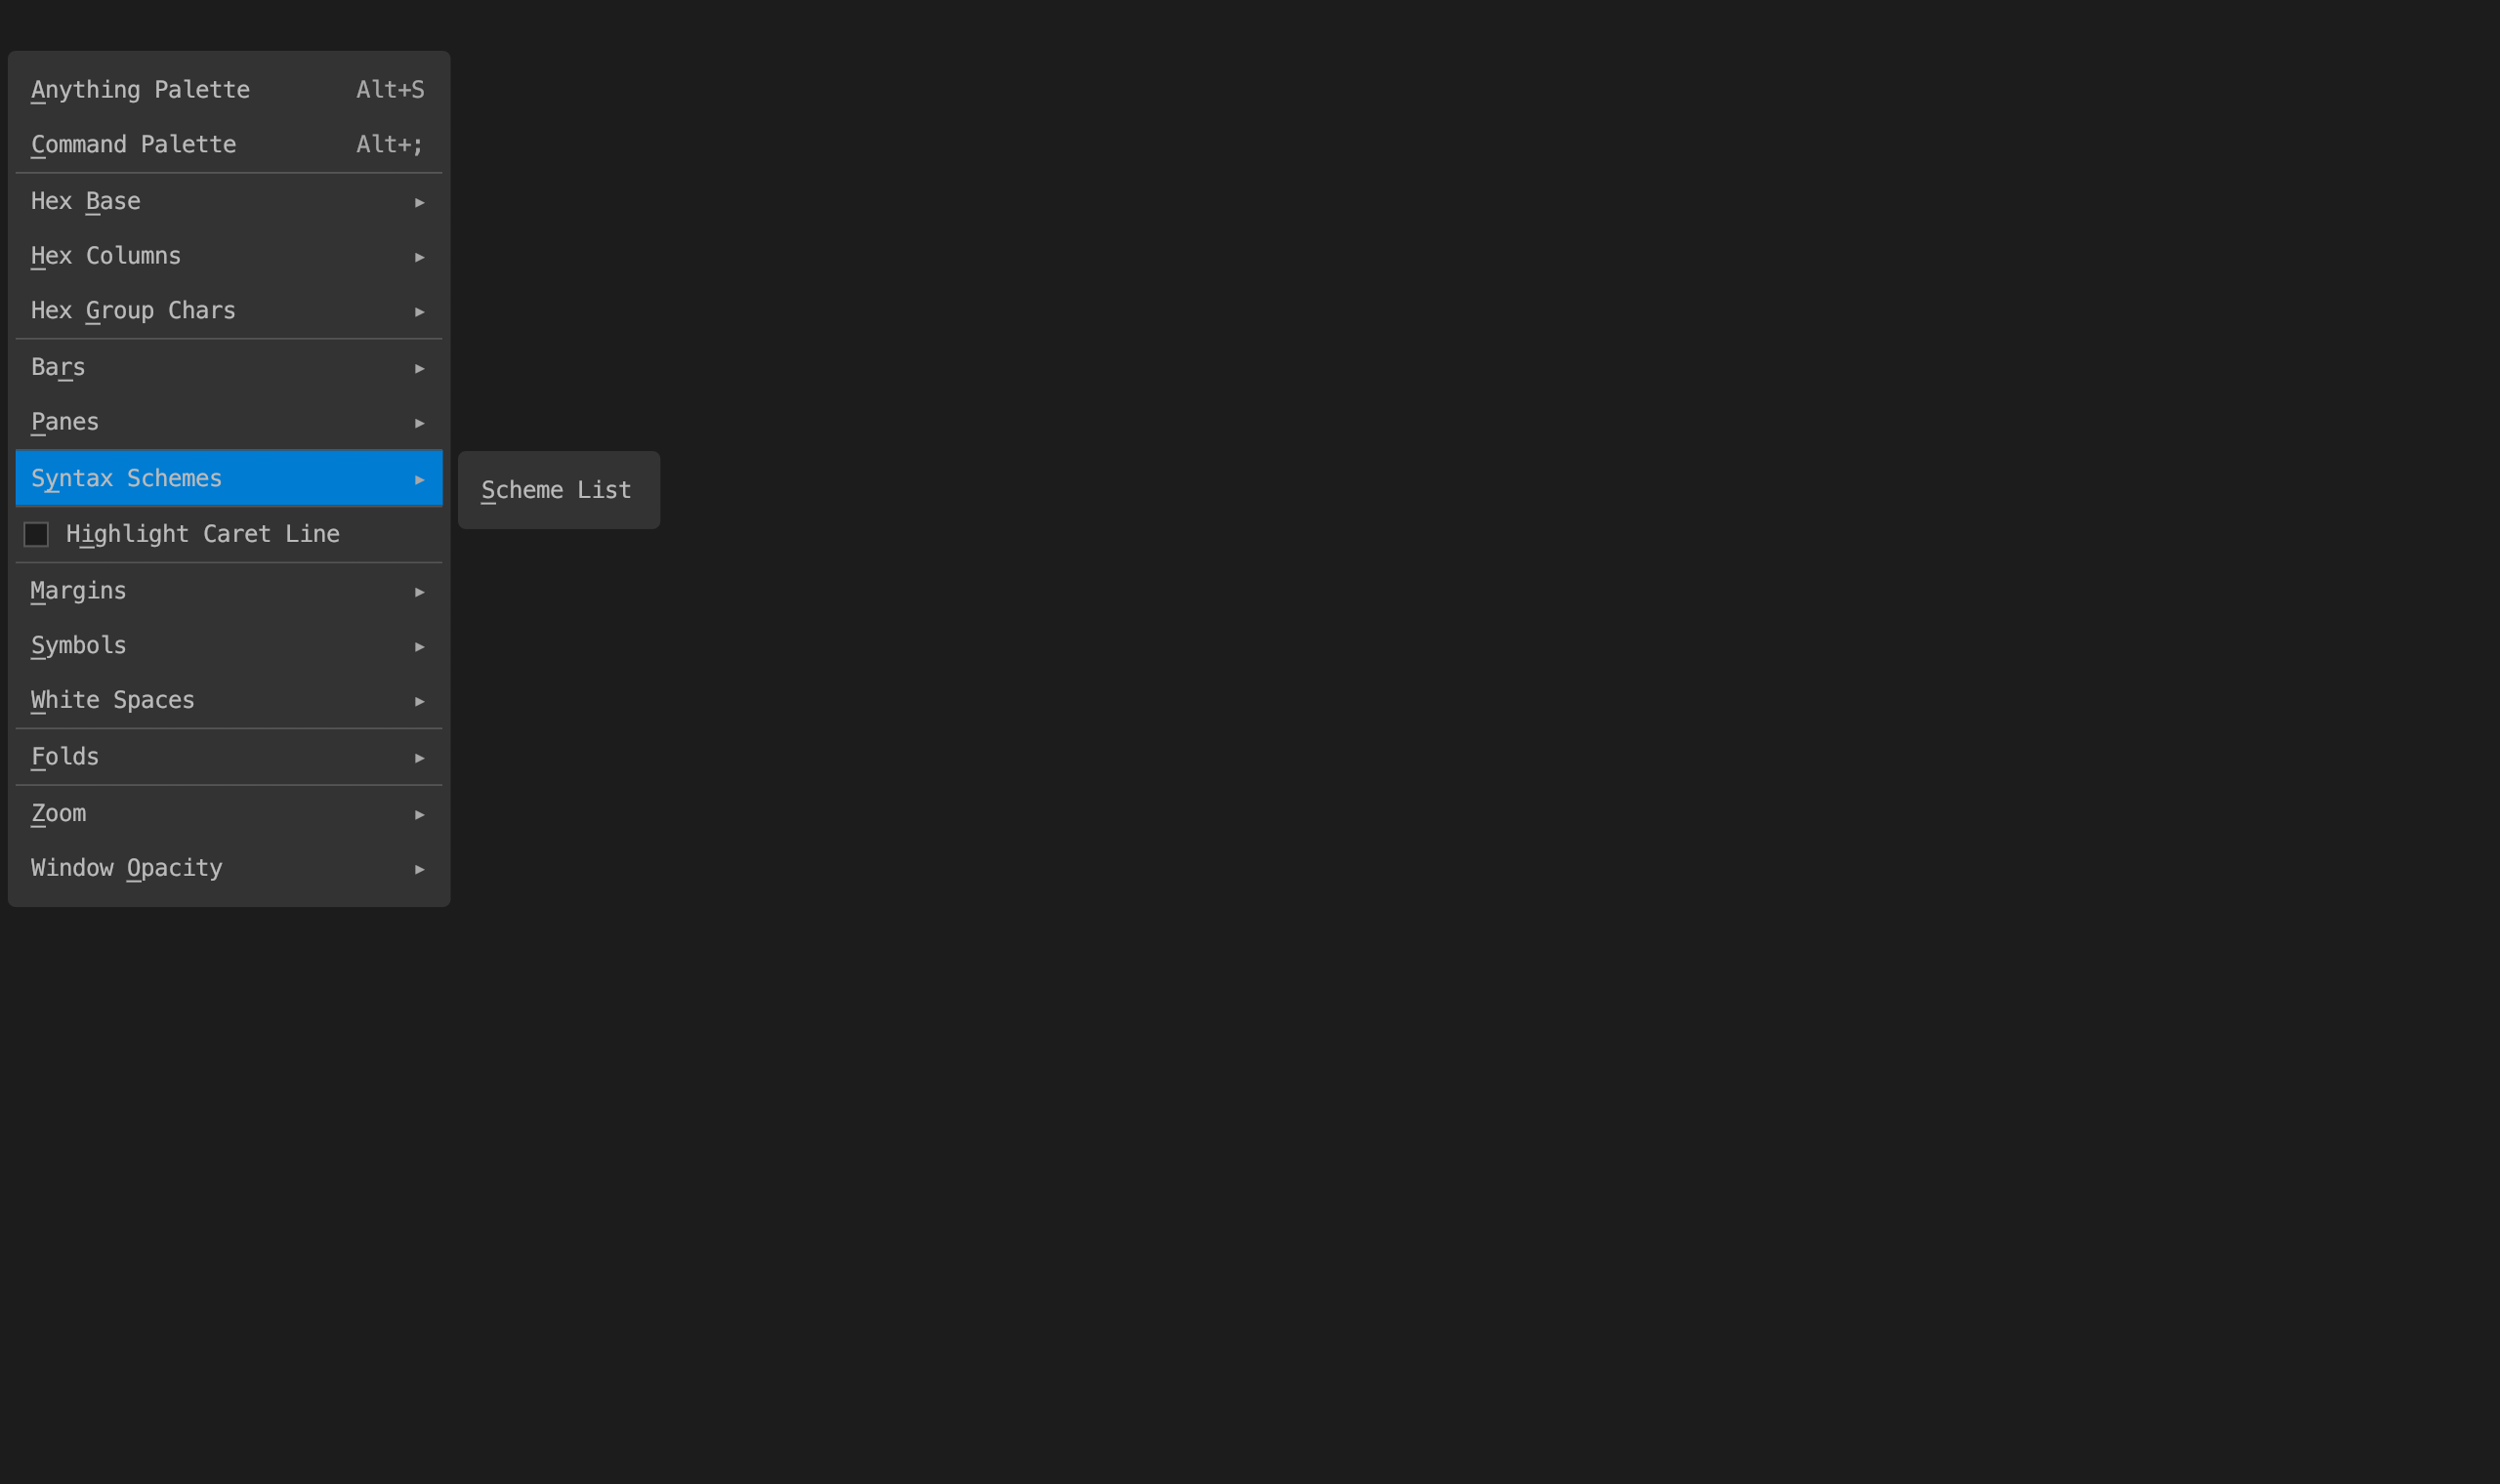 Anything Palette Alt+S
Command Palette Alt+;
Hex Base ▶
Hex Columns ▶
Hex Group Chars ▶
Bars ▶
Panes ▶
Syntax Schemes ▶
Scheme List
Highlight Caret Line
Margins ▶
Symbols ▶
White Spaces ▶
Folds ▶
Zoom ▶
Window Opacity ▶